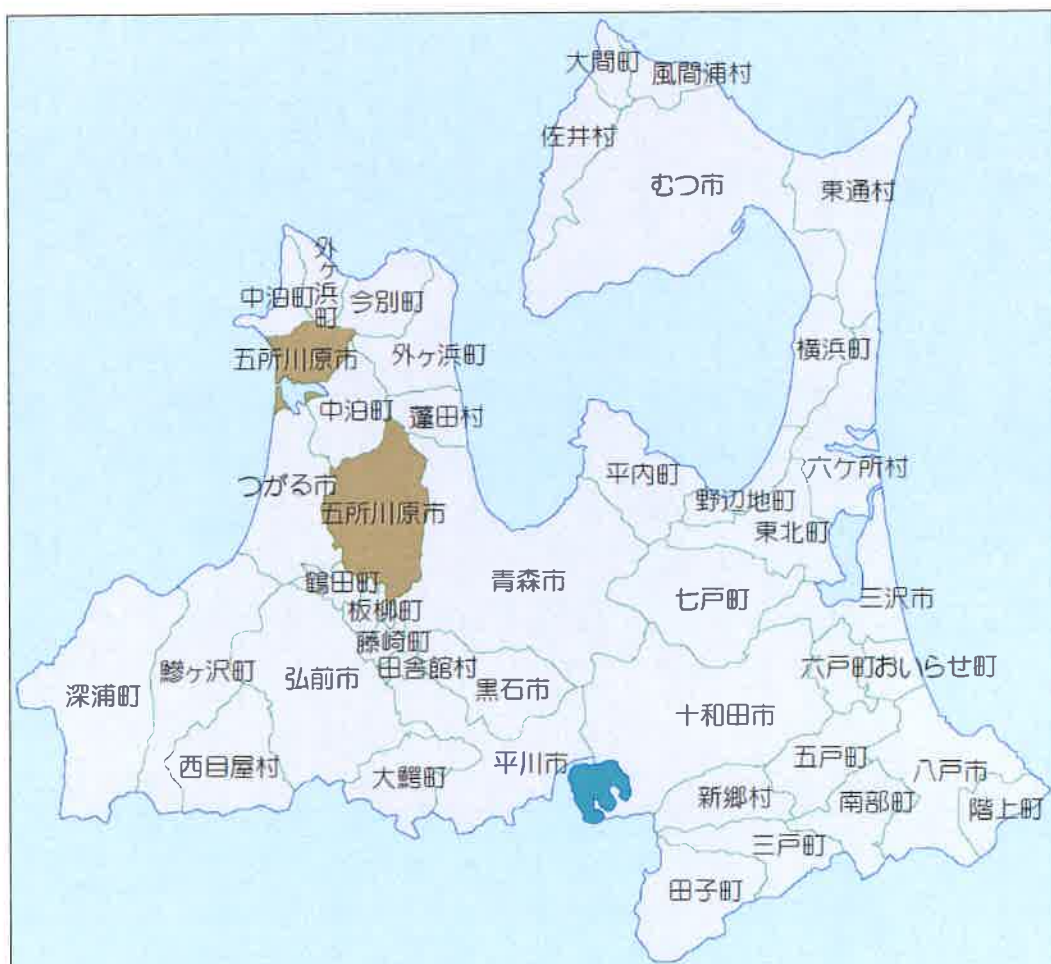 大間町
風間浦村
佐井村
むつ市
東通村
外ヶ浜町
中泊町
今別町
五所川原市
外ヶ浜町
横浜町
中泊町
蓬田村
つがる市
五所川原市
平内町
野辺地町
六ケ所村
東北町
鶴田町
青森市
七戸町
三沢市
板柳町
藤崎町
田舎館村
黒石市
六戸町
おいらせ町
深浦町
鰺ヶ沢町
弘前市
十和田市
西目屋村
大鰐町
平川市
五戸町
八戸市
新郷村
南部町
階上町
三戸町
田子町